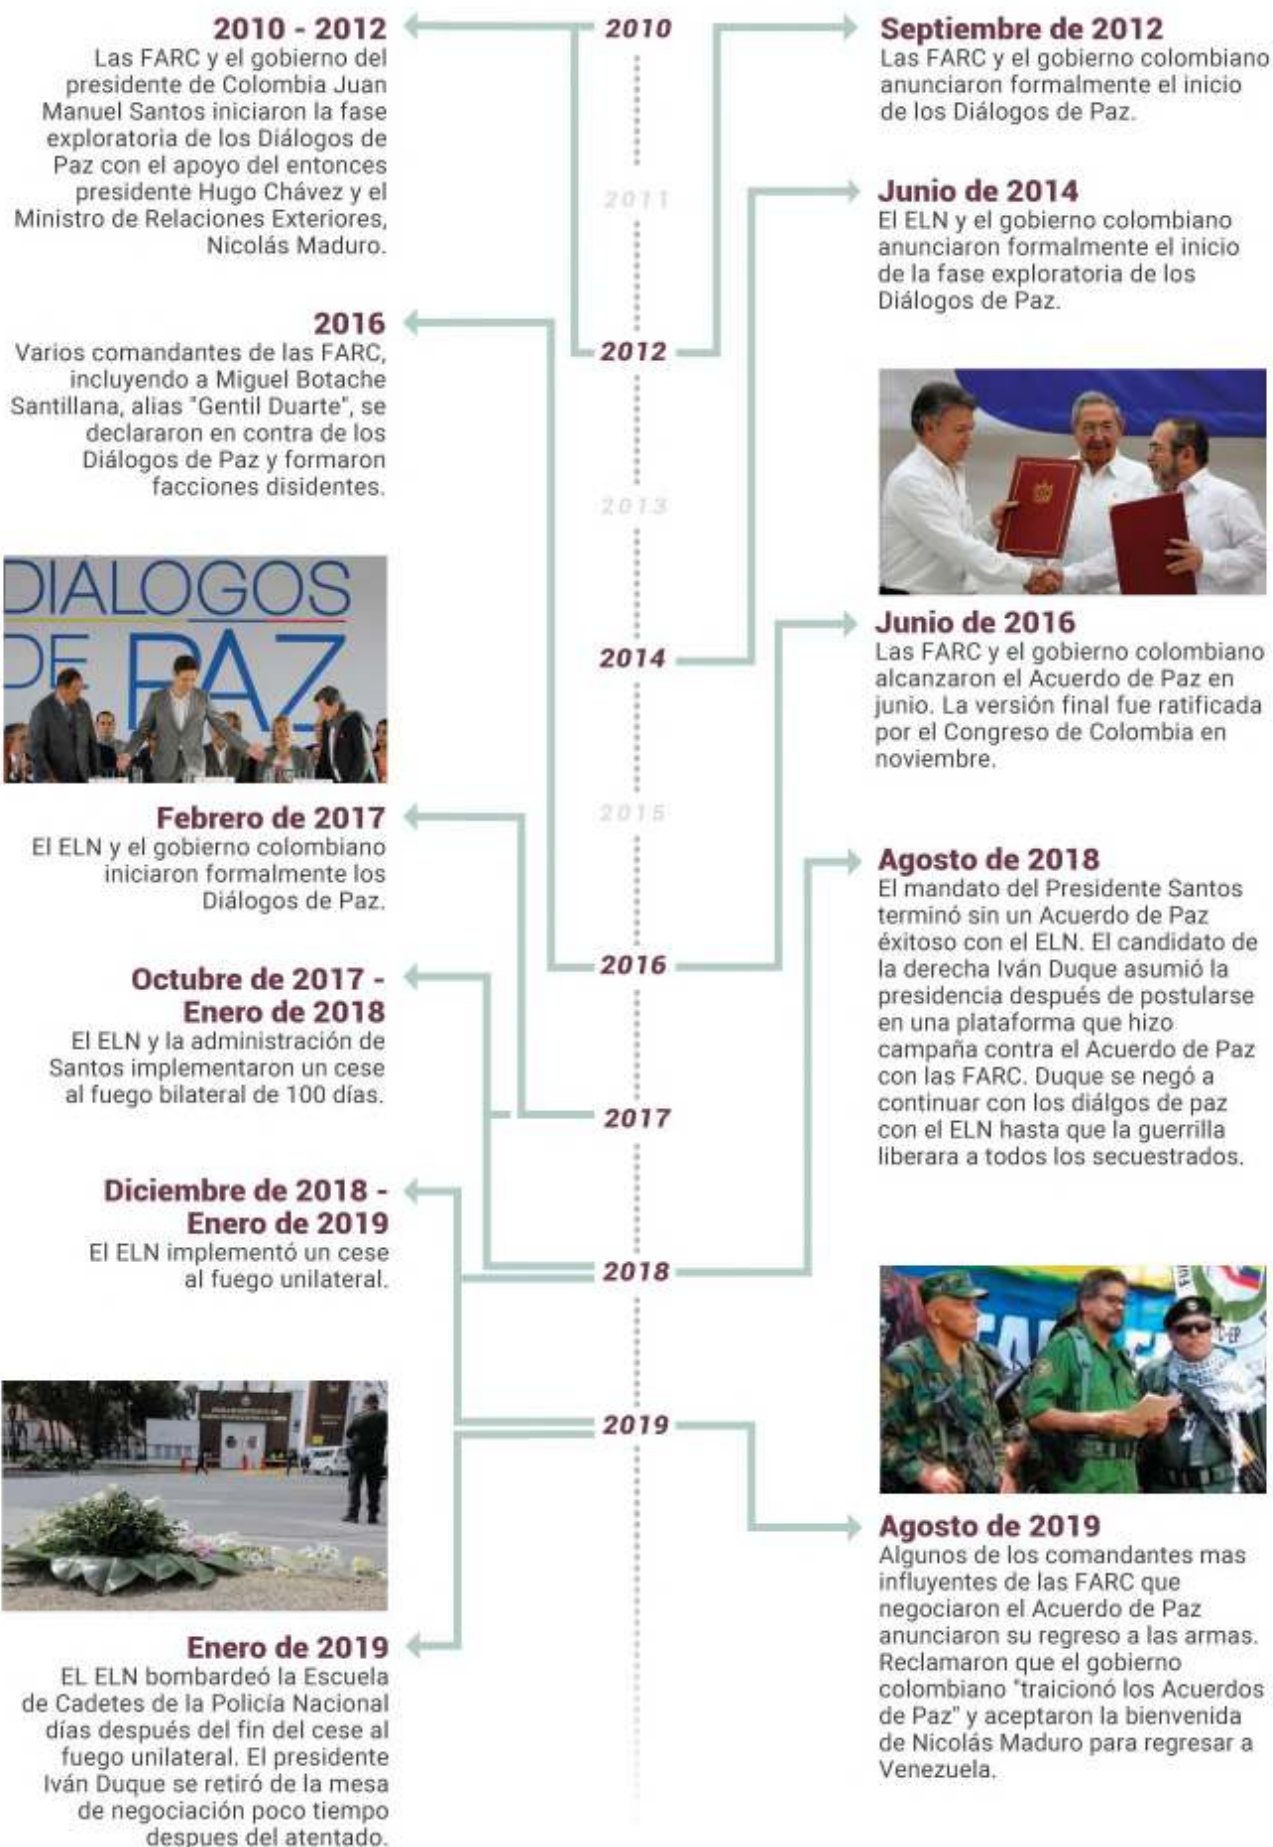 2010 - 2012
Las FARC y el gobierno del
presidente de Colombia Juan
Manuel Santos iniciaron la fase
exploratoria de los Diálogos de
Paz con el apoyo del entonces
presidente Hugo Chávez y el
Ministro de Relaciones Exteriores,
Nicolás Maduro.
2016
Varios comandantes de las FARC,
incluyendo a Miguel Botache
Santillana, alias "Gentil Duarte", se
declararon en contra de los
Diálogos de Paz y formaron
facciones disidentes.
DIÁLOGOS
DE PAZ
Febrero de 2017
El ELN y el gobierno colombiano
iniciaron formalmente los
Diálogos de Paz.
Octubre de 2017 -
Enero de 2018
El ELN y la administración de
Santos implementaron un cese
al fuego bilateral de 100 días.
Diciembre de 2018 -
Enero de 2019
El ELN implementó un cese
al fuego unilateral.
Enero de 2019
EL ELN bombardeó la Escuela
de Cadetes de la Policía Nacional
días después del fin del cese al
fuego unilateral. El presidente
Iván Duque se retiró de la mesa
de negociación poco tiempo
despues del atentado.
2010
2011
2012
2013
2014
2015
2016
2017
2018
2019
Septiembre de 2012
Las FARC y el gobierno colombiano
anunciaron formalmente el inicio
de los Diálogos de Paz.
Junio de 2014
El ELN y el gobierno colombiano
anunciaron formalmente el inicio
de la fase exploratoria de los
Diálogos de Paz.
Junio de 2016
Las FARC y el gobierno colombiano
alcanzaron el Acuerdo de Paz en
junio. La versión final fue ratificada
por el Congreso de Colombia en
noviembre.
Agosto de 2018
El mandato del Presidente Santos
terminó sin un Acuerdo de Paz
éxitoso con el ELN. El candidato de
la derecha Iván Duque asumió la
presidencia después de postularse
en una plataforma que hizo
campaña contra el Acuerdo de Paz
con las FARC. Duque se negó a
continuar con los diálgos de paz
con el ELN hasta que la guerrilla
liberara a todos los secuestrados.
Agosto de 2019
Algunos de los comandantes mas
influyentes de las FARC que
negociaron el Acuerdo de Paz
anunciaron su regreso a las armas.
Reclamaron que el gobierno
colombiano "traicionó los Acuerdos
de Paz" y aceptaron la bienvenida
de Nicolás Maduro para regresar a
Venezuela.